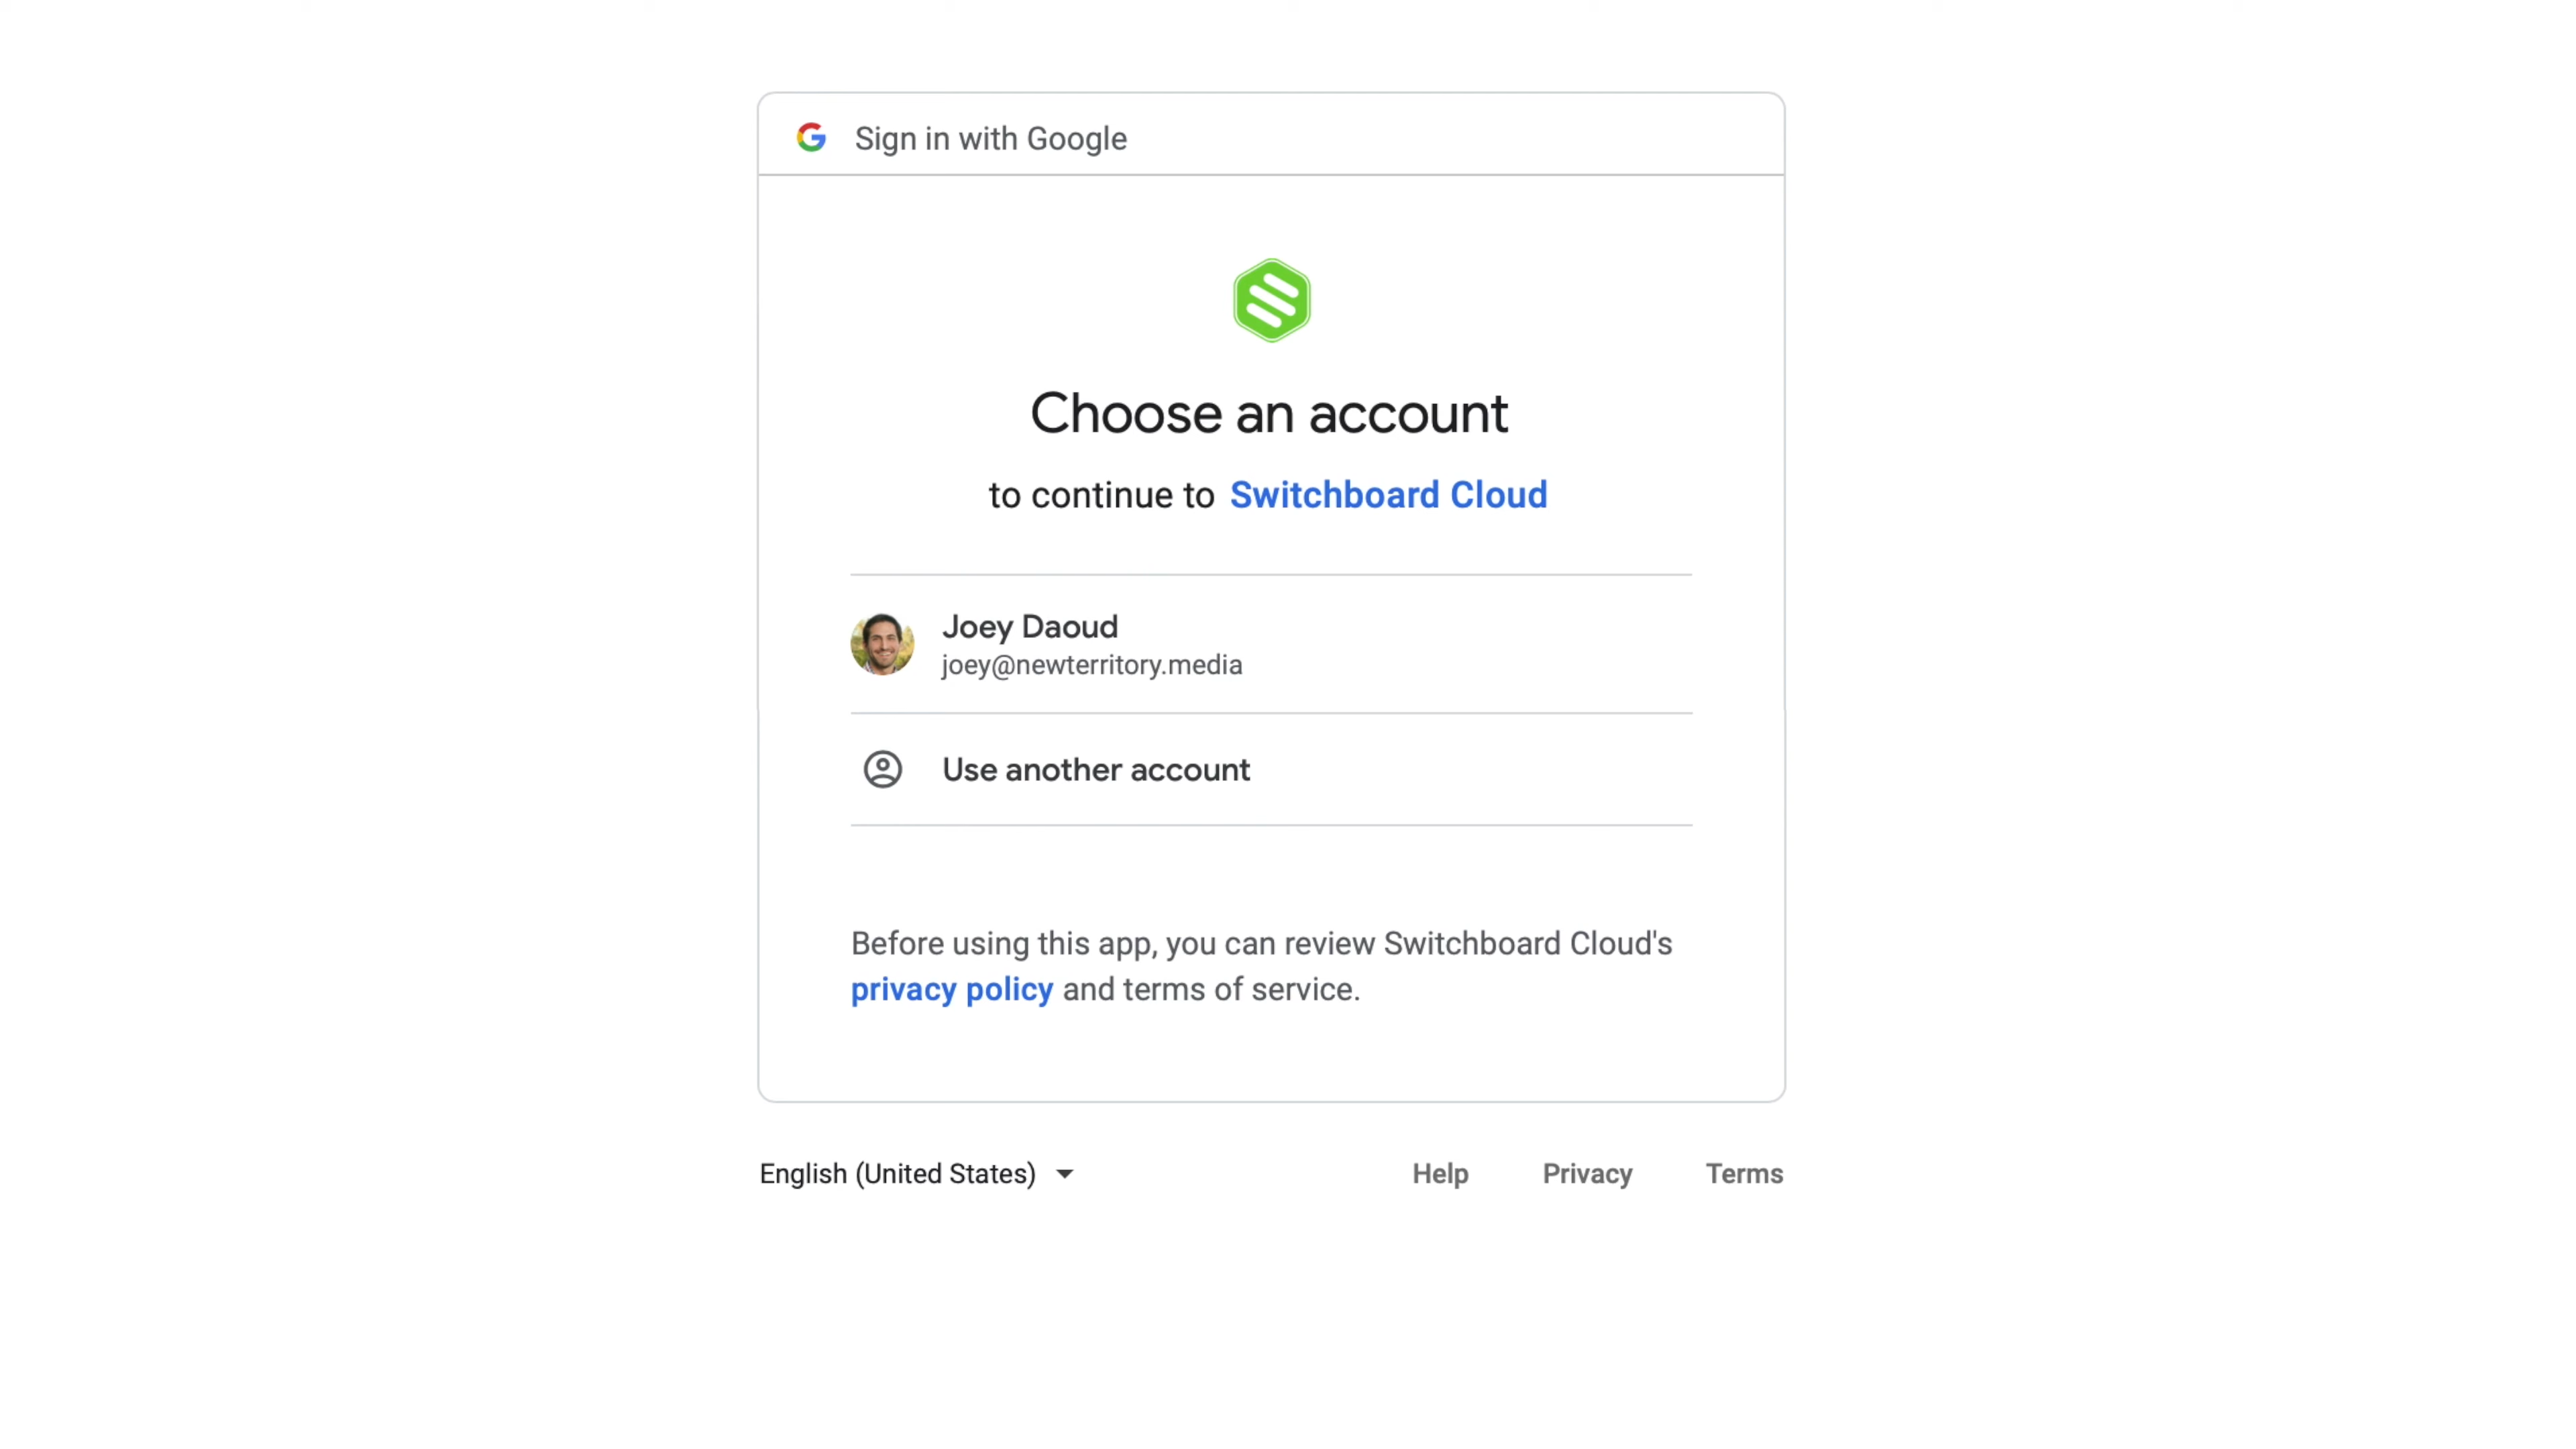 Sign in with Google
Choose an account
to continue to Switchboard Cloud
Joey Daoud
joey@newterritory.media
Use another account
Before using this app, you can review Switchboard Cloud's
privacy policy and terms of service.
English (United States)
Help Privacy Terms